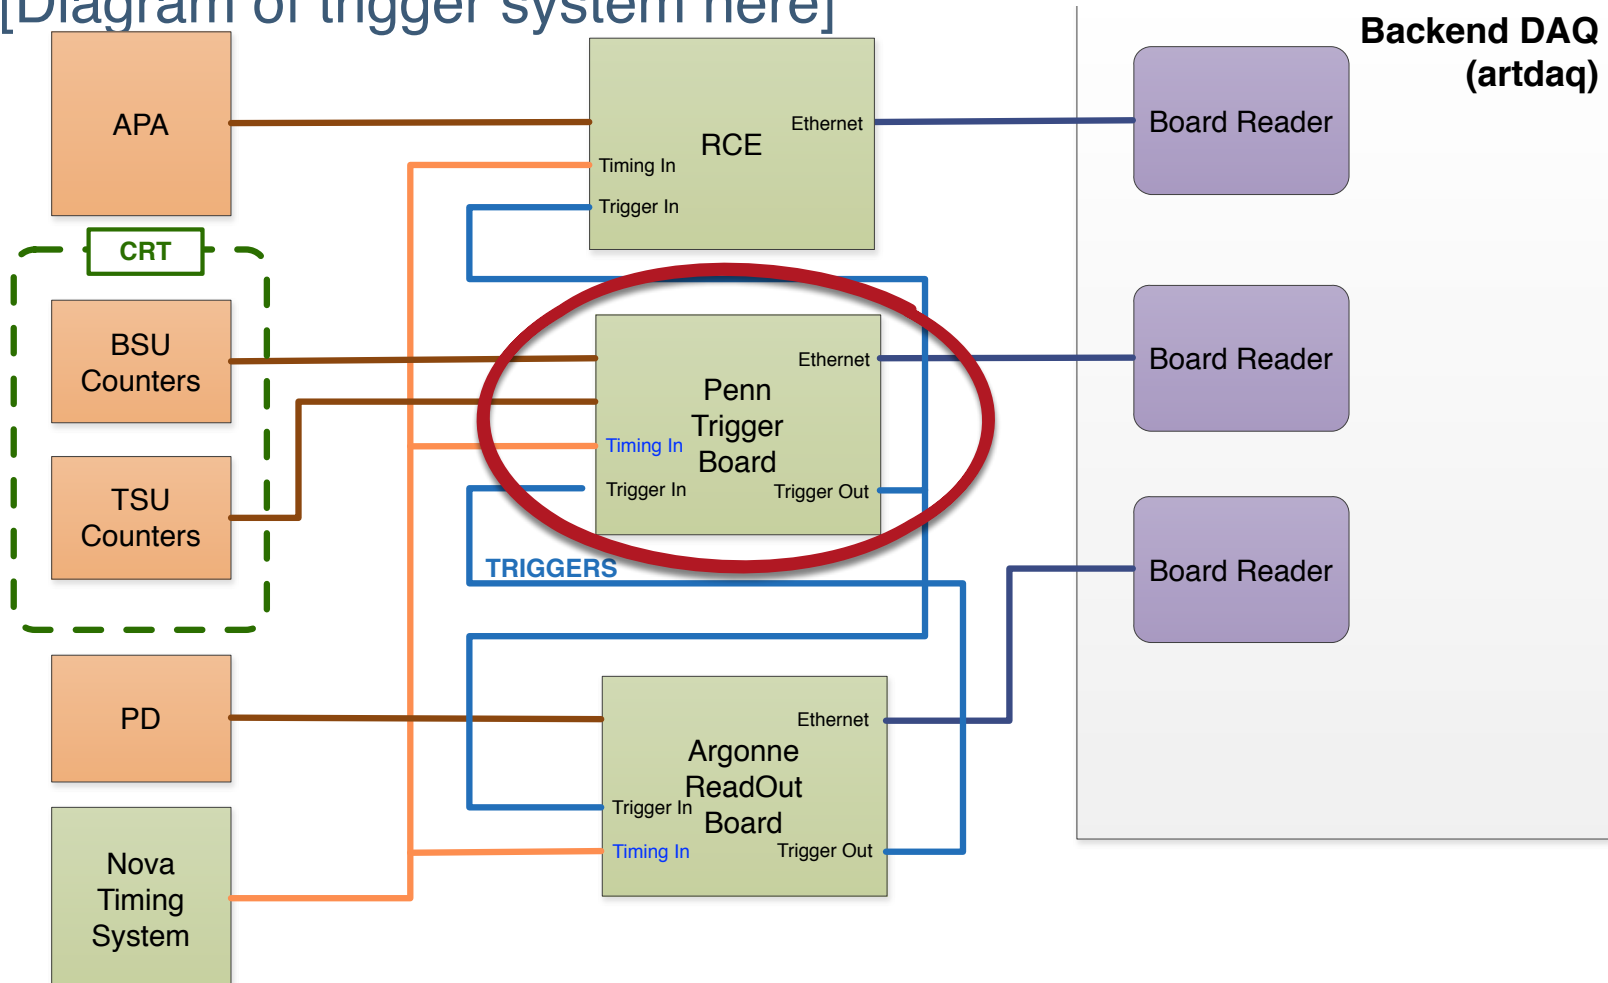 [Diagram of trigger system here]
Backend DAQ
(artdaq)
APA
RCE
Ethernet
Timing In
Trigger In
Board Reader
CRT
BSU
Counters
TSU
Counters
Penn
Trigger
Board
Ethernet
Timing In
Trigger In
Trigger Out
Board Reader
TRIGGERS
Board Reader
PD
Argonne
ReadOut
Board
Ethernet
Trigger In
Timing In
Trigger Out
Nova
Timing
System